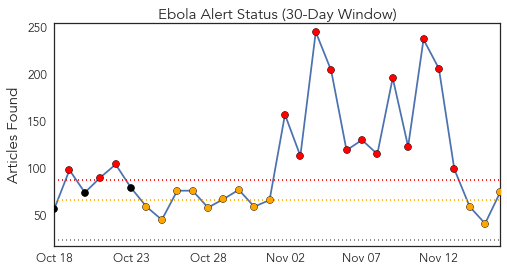 Ebola Alert Status (30-Day Window)
Articles Found
250
200
150
100
50
Oct 18
Oct 23
Oct 28
Nov 02
Nov 07
Nov 12